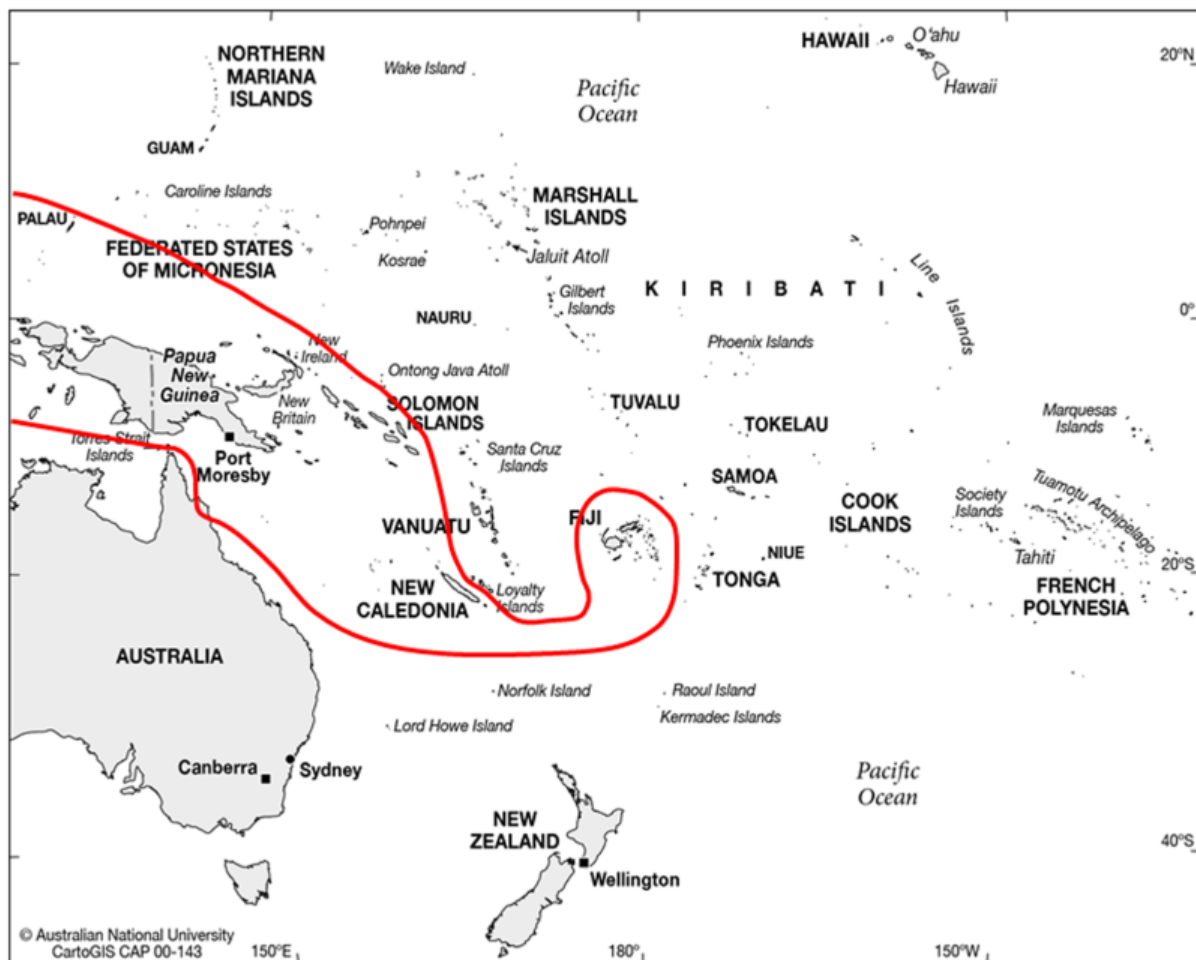 NORTHERN
MARIANA
ISLANDS
Wake Island
Pacific
Ocean
HAWAII
O'ahu
Hawaii
20°N
GUAM
Caroline Islands
PALAU
FEDERATED STATES
OF MICRONESIA
Pohnpei
Kosrae
MARSHALL
ISLANDS
Jaluit Atoll
Gilbert
Islands
KIRIBATI
Line Islands
NAURU
0°
Phoenix Islands
Papua
New
Guinea
New
Ireland
Ontong Java Atoll
New
Britain
SOLOMON
ISLANDS
TUVALU
TOKELAU
Marquesas
Islands
Torres Strait
Islands
Port
Moresby
Santa Cruz
Islands
SAMOA
COOK
ISLANDS
Society
Islands
Tuamotu Archipelago
VANUATU
FIJI
NIUE
TONGA
Tahiti
20°S
NEW
CALEDONIA
Loyalty
Islands
FRENCH
POLYNESIA
AUSTRALIA
Norfolk Island
Raoul Island
Kermadec Islands
Lord Howe Island
Canberra
Sydney
Pacific
Ocean
NEW
ZEALAND
Wellington
40°S
© Australian National University
CartoGIS CAP 00-143
150°E
180°
150°W